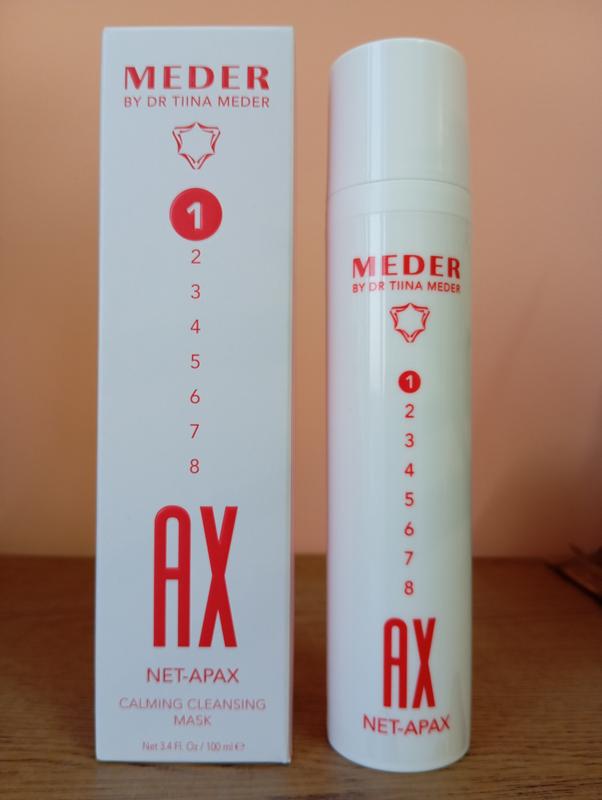 MEDER
BY DR TIINA MEDER
1
2
3
4
5
6
7
8
AX
NET-APAX
CALMING CLEANSING
MASK
Net 3.4 Fl. Oz / 100 ml ℮
MEDER
BY DR TIINA MEDER
1
2
3
4
5
6
7
8
AX
NET-APAX